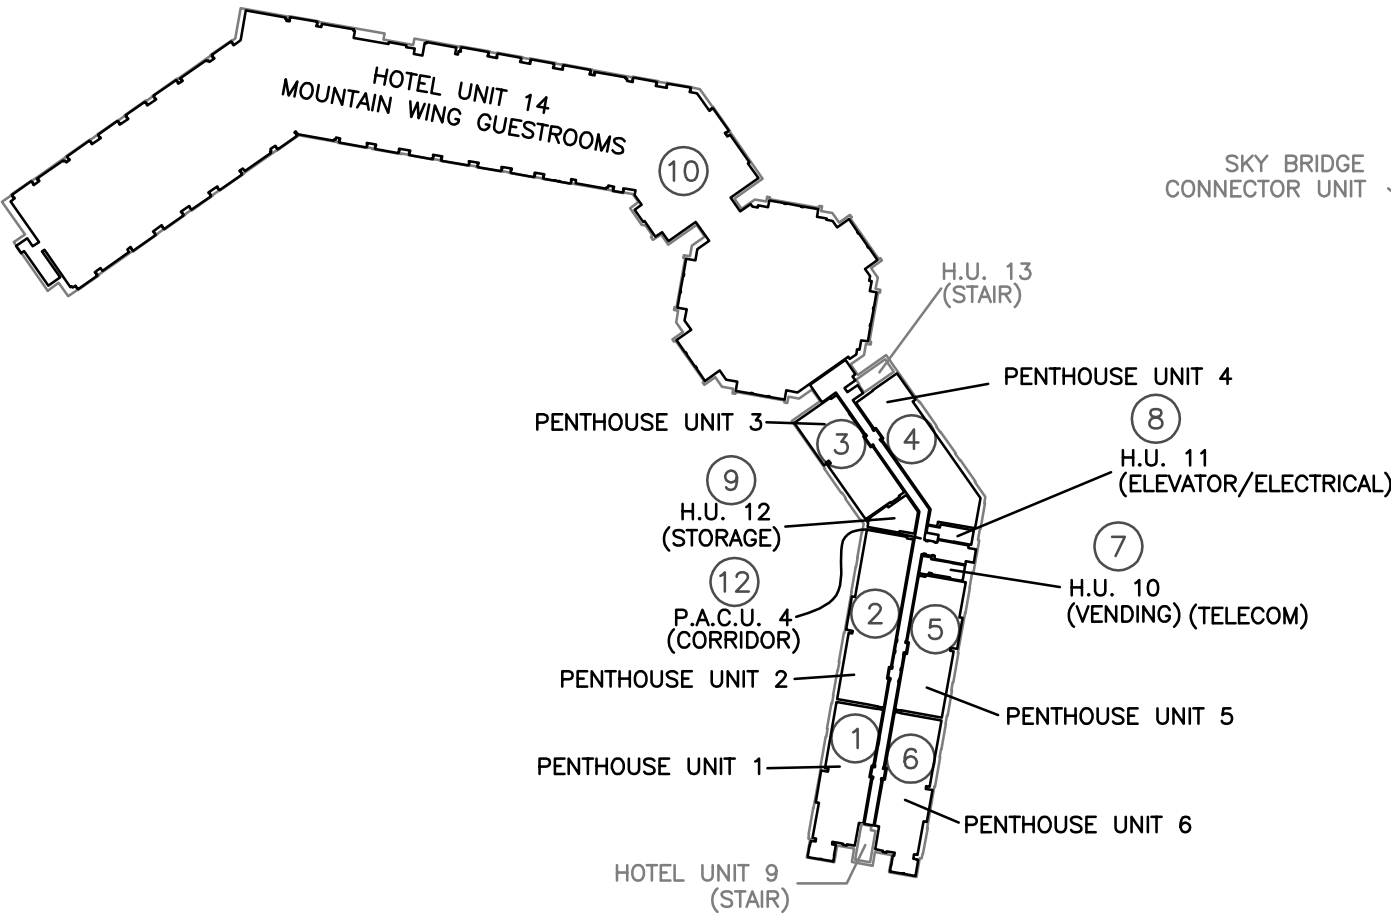 HOTEL UNIT 14
MOUNTAIN WING GUESTROOMS
10
SKY BRIDGE
CONNECTOR UNIT
H.U. 13
(STAIR)
PENTHOUSE UNIT 4
PENTHOUSE UNIT 3
3
4
8
H.U. 11
(ELEVATOR/ELECTRICAL)
9
H.U. 12
(STORAGE)
7
H.U. 10
(VENDING) (TELECOM)
12
P.A.C.U. 4
(CORRIDOR)
2
5
PENTHOUSE UNIT 2
PENTHOUSE UNIT 5
1
6
PENTHOUSE UNIT 1
PENTHOUSE UNIT 6
HOTEL UNIT 9
(STAIR)